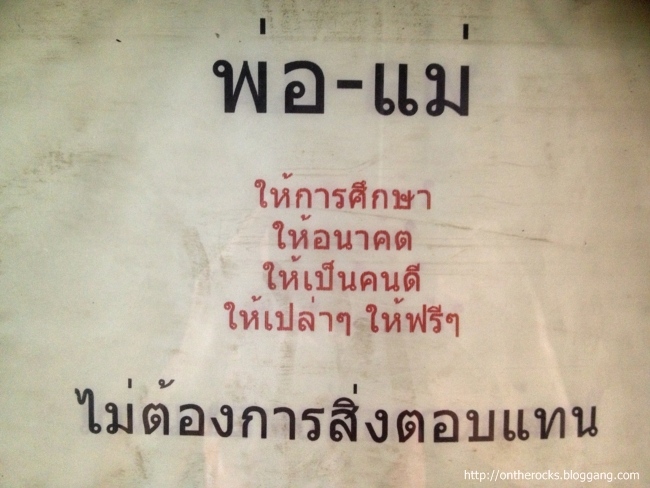 พ่อ-แม่
ให้การศึกษา
ให้อนาคต
ให้เป็นคนดี
ให้เปล่าๆ ให้ฟรีๆ
ไม่ต้องการสิ่งตอบแทน
http://ontherocks.bloggang.com